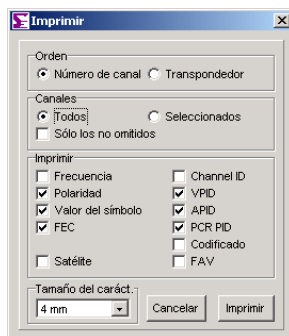 Imprimir
Orden
Número de canal Transpondedor
Canales
Todos Seleccionados
Sólo los no omitidos
Imprimir
Frecuencia Channel ID
Polaridad VPID
Valor del símbolo APID
FEC PCR PID
Codificado
Satélite FAV
Tamaño del caráct.
4 mm Cancelar Imprimir